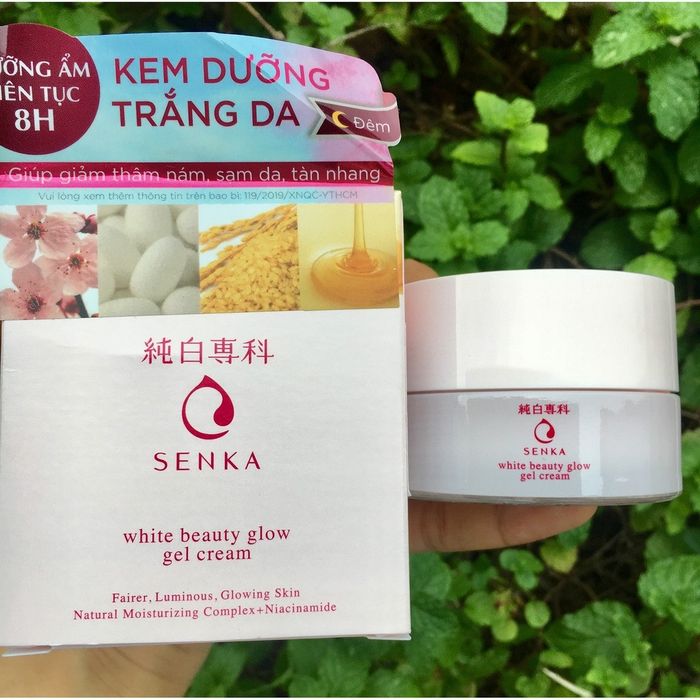 ƯỠNG ẨM
IÊN TỤC
8H
KEM DƯỠNG
TRẮNG DA
Đêm
Giúp giảm thâm nám, sạm da, tàn nhang
Vui lòng xem thêm thông tin trên bao bì: 119/2019/XNQC-YTHCM
純白専科
SENKA
white beauty glow
gel cream
Fairer, Luminous, Glowing Skin
Natural Moisturizing Complex+Niacinamide
純白専科
SENKA
white beauty glow
gel cream